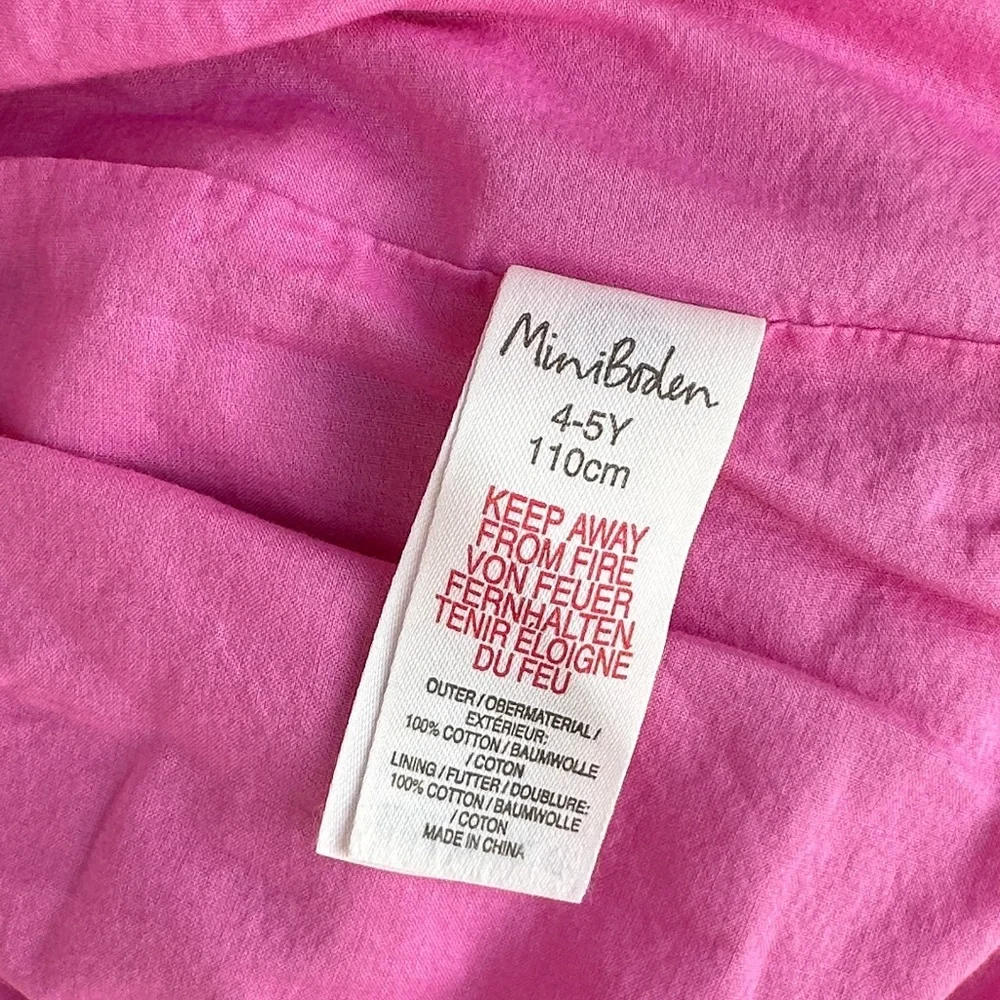 MiniBoden
4-5Y
110cm
KEEP AWAY
FROM FIRE
VON FEUER
FERNHALTEN
TENIR ÉLOIGNE
DU FEU
OUTER / OBERMATERIAL /
EXTÉRIEUR:
100% COTTON / BAUMWOLLE
/ COTON
LINING / FUTTER / DOUBLURE:
100% COTTON / BAUMWOLLE
/ COTON
MADE IN CHINA